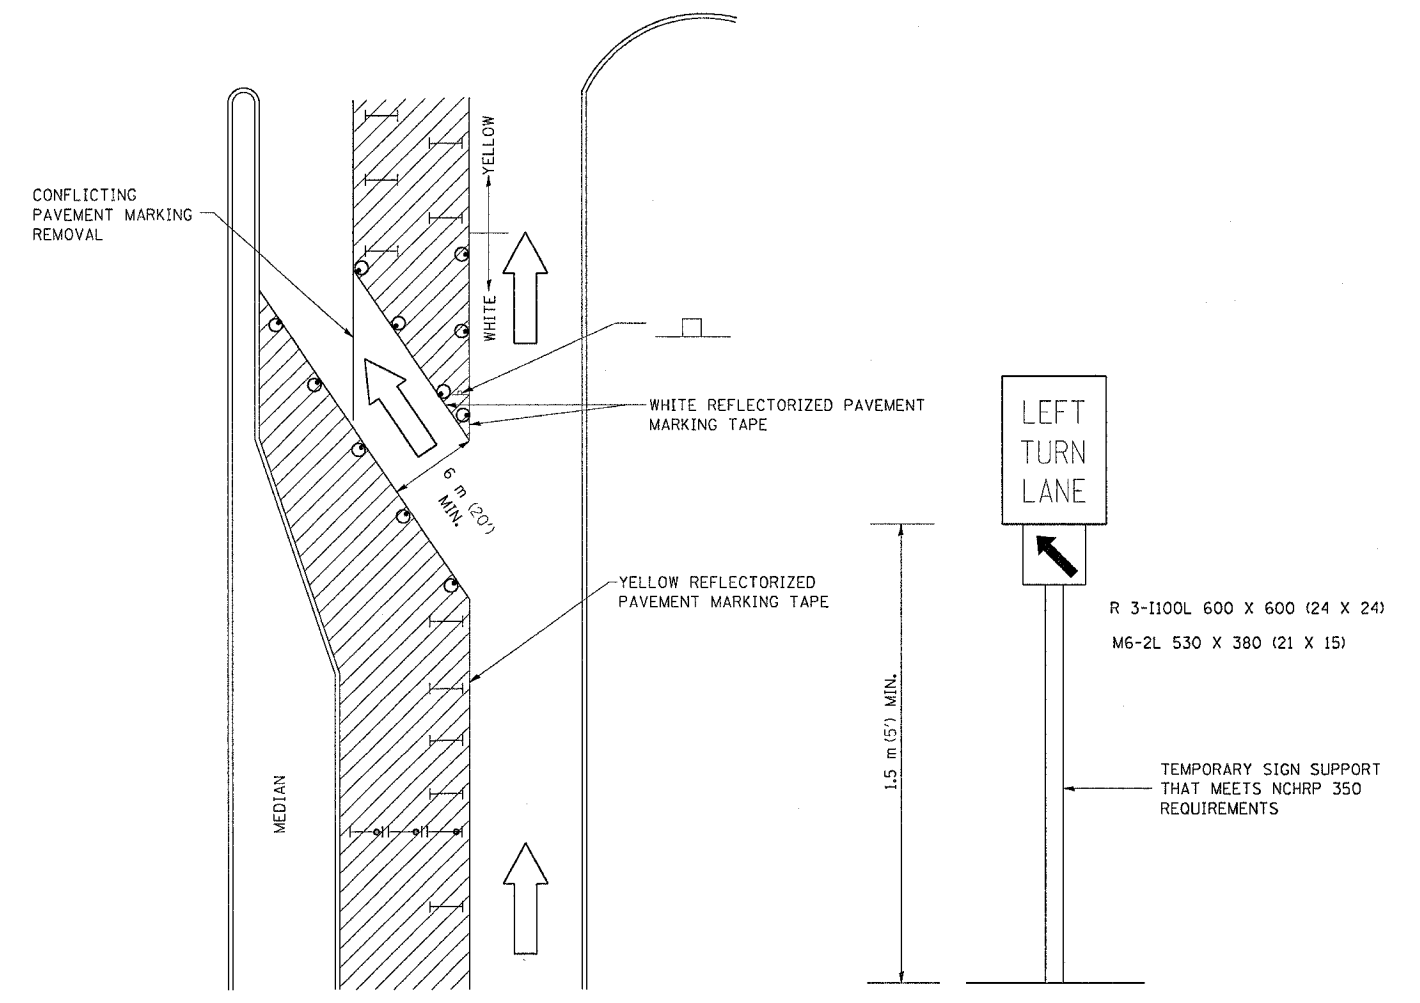 CONFLICTING
PAVEMENT MARKING
REMOVAL
YELLOW
WHITE
WHITE REFLECTORIZED PAVEMENT
MARKING TAPE
6 m (20')
MIN.
YELLOW REFLECTORIZED
PAVEMENT MARKING TAPE
MEDIAN
LEFT
TURN
LANE
R 3-I100L 600 X 600 (24 X 24)
M6-2L 530 X 380 (21 X 15)
1.5 m (5') MIN.
TEMPORARY SIGN SUPPORT
THAT MEETS NCHRP 350
REQUIREMENTS